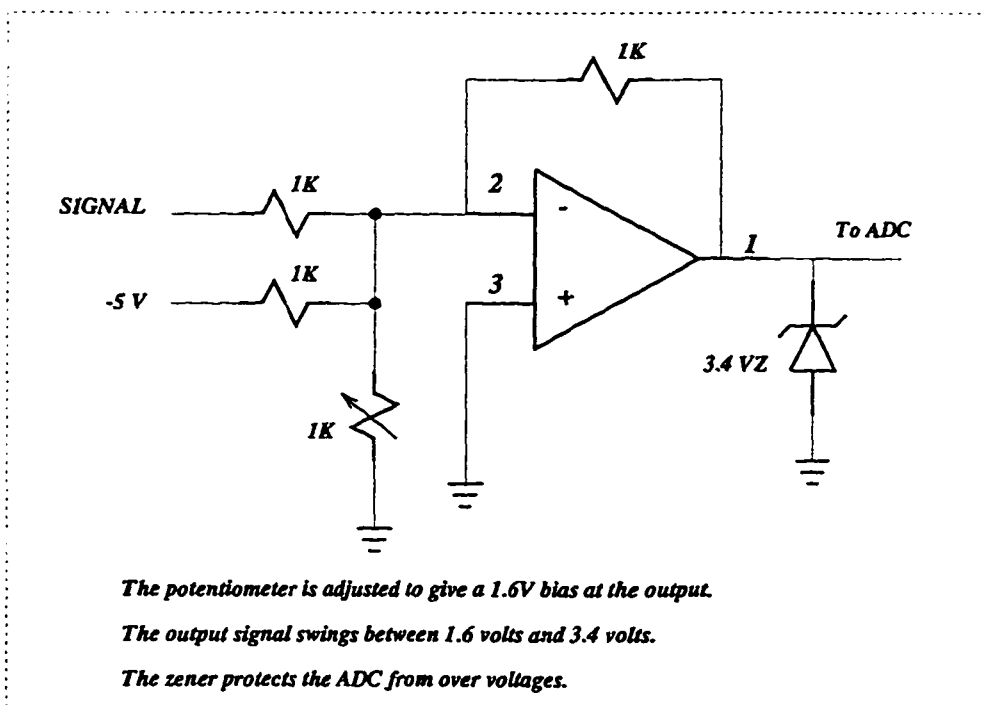 1K
SIGNAL
1K
2
-
1
To ADC
-5 V
1K
3
+
3.4 VZ
1K
The potentiometer is adjusted to give a 1.6V bias at the output.
The output signal swings between 1.6 volts and 3.4 volts.
The zener protects the ADC from over voltages.